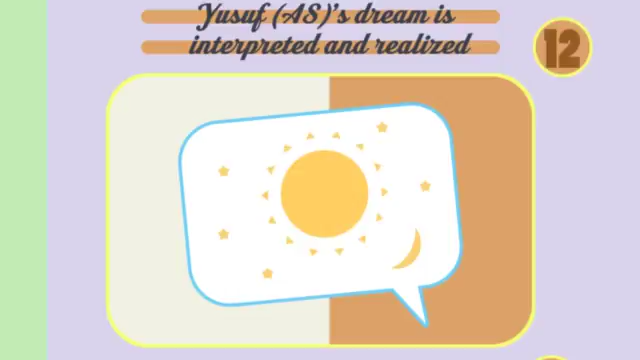 Yusuf (AS)'s dream is
interpreted and realized
12